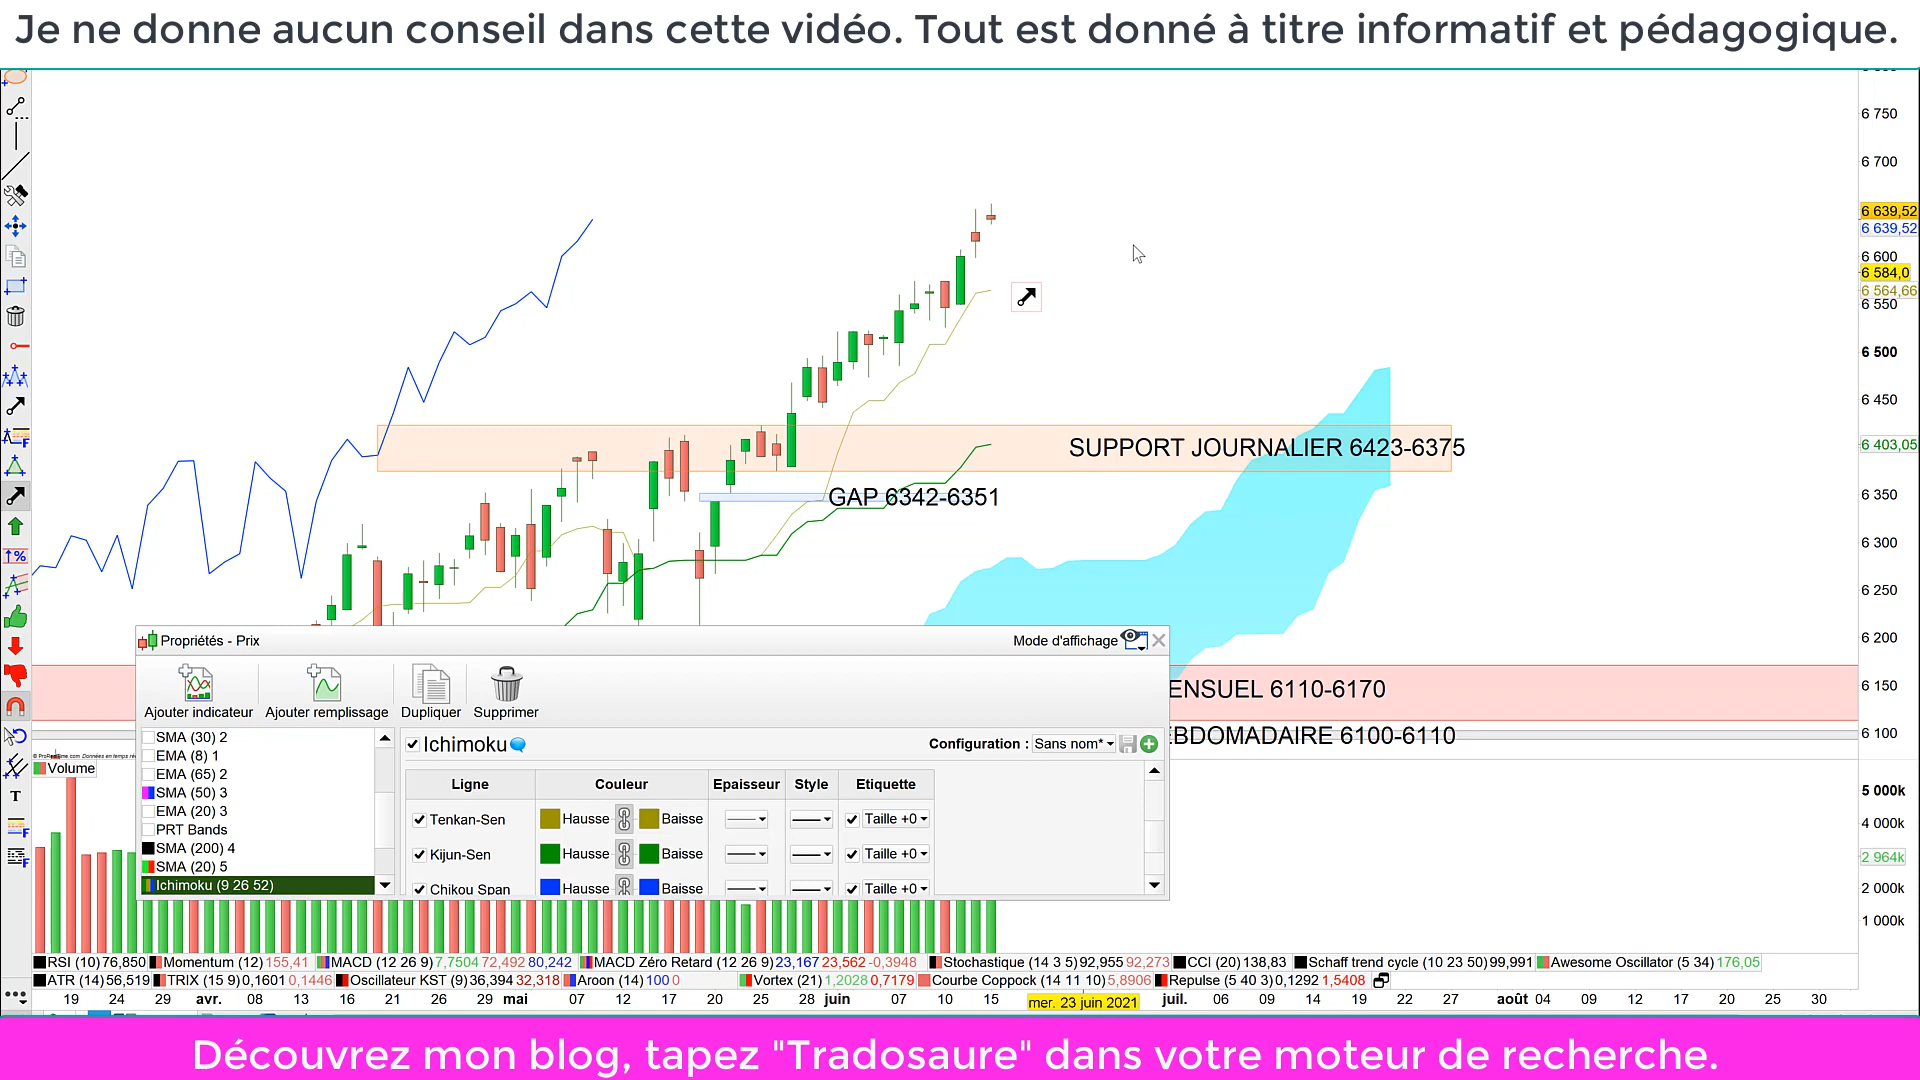 Je ne donne aucun conseil dans cette vidéo. Tout est donné à titre informatif et pédagogique.
6 750
6 700
6 639,52
6 639,52
6 600
6 584,0
6 564,66
6 550
6 500
6 450
SUPPORT JOURNALIER 6423-6375
6 403,05
GAP 6342-6351
6 350
6 300
6 250
6 200
Propriétés - Prix
Mode d'affichage
Ajouter indicateur
Ajouter remplissage
Dupliquer
Supprimer
ENSUEL 6110-6170
6 150
EBDOMADAIRE 6100-6110
6 100
SMA (30) 2
EMA (8) 1
EMA (65) 2
SMA (50) 3
EMA (20) 3
PRT Bands
SMA (200) 4
SMA (20) 5
Ichimoku (9 26 52)
Ichimoku
Configuration : Sans nom*
Ligne Couleur Epaisseur Style Etiquette
Tenkan-Sen Hausse Baisse Taille +0
Kijun-Sen Hausse Baisse Taille +0
Chikou Span Hausse Baisse Taille +0
Volume
5 000k
4 000k
2 964k
2 000k
1 000k
T
RSI (10) 76,850 Momentum (12) 155,41 MACD (12 26 9) 7,7504 72,492 80,242 MACD Zéro Retard (12 26 9) 23,167 23,562 -0,3948 Stochastique (14 3 5) 92,955 92,273 CCI (20) 138,83 Schaff trend cycle (10 23 50) 99,991 Awesome Oscillator (5 34) 176,05
ATR (14) 56,519 TRIX (15 9) 0,1601 0,1446 Oscillateur KST (9) 36,394 32,318 Aroon (14) 100 0 Vortex (21) 1,2028 0,7179 Courbe Coppock (14 11 10) 5,8906 Repulse (5 40 3) 0,1292 1,5408
19 24 29 avr. 08 13 16 21 26 29 mai 07 12 17 20 25 28 juin 07 10 15 mer. 23 juin 2021 juil. 06 09 14 19 22 27 août 04 09 12 17 20 25 30
Découvrez mon blog, tapez "Tradosaure" dans votre moteur de recherche.